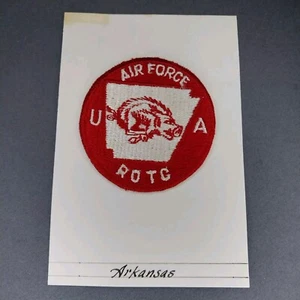 AIR FORCE
U A
ROTC
Arkansas